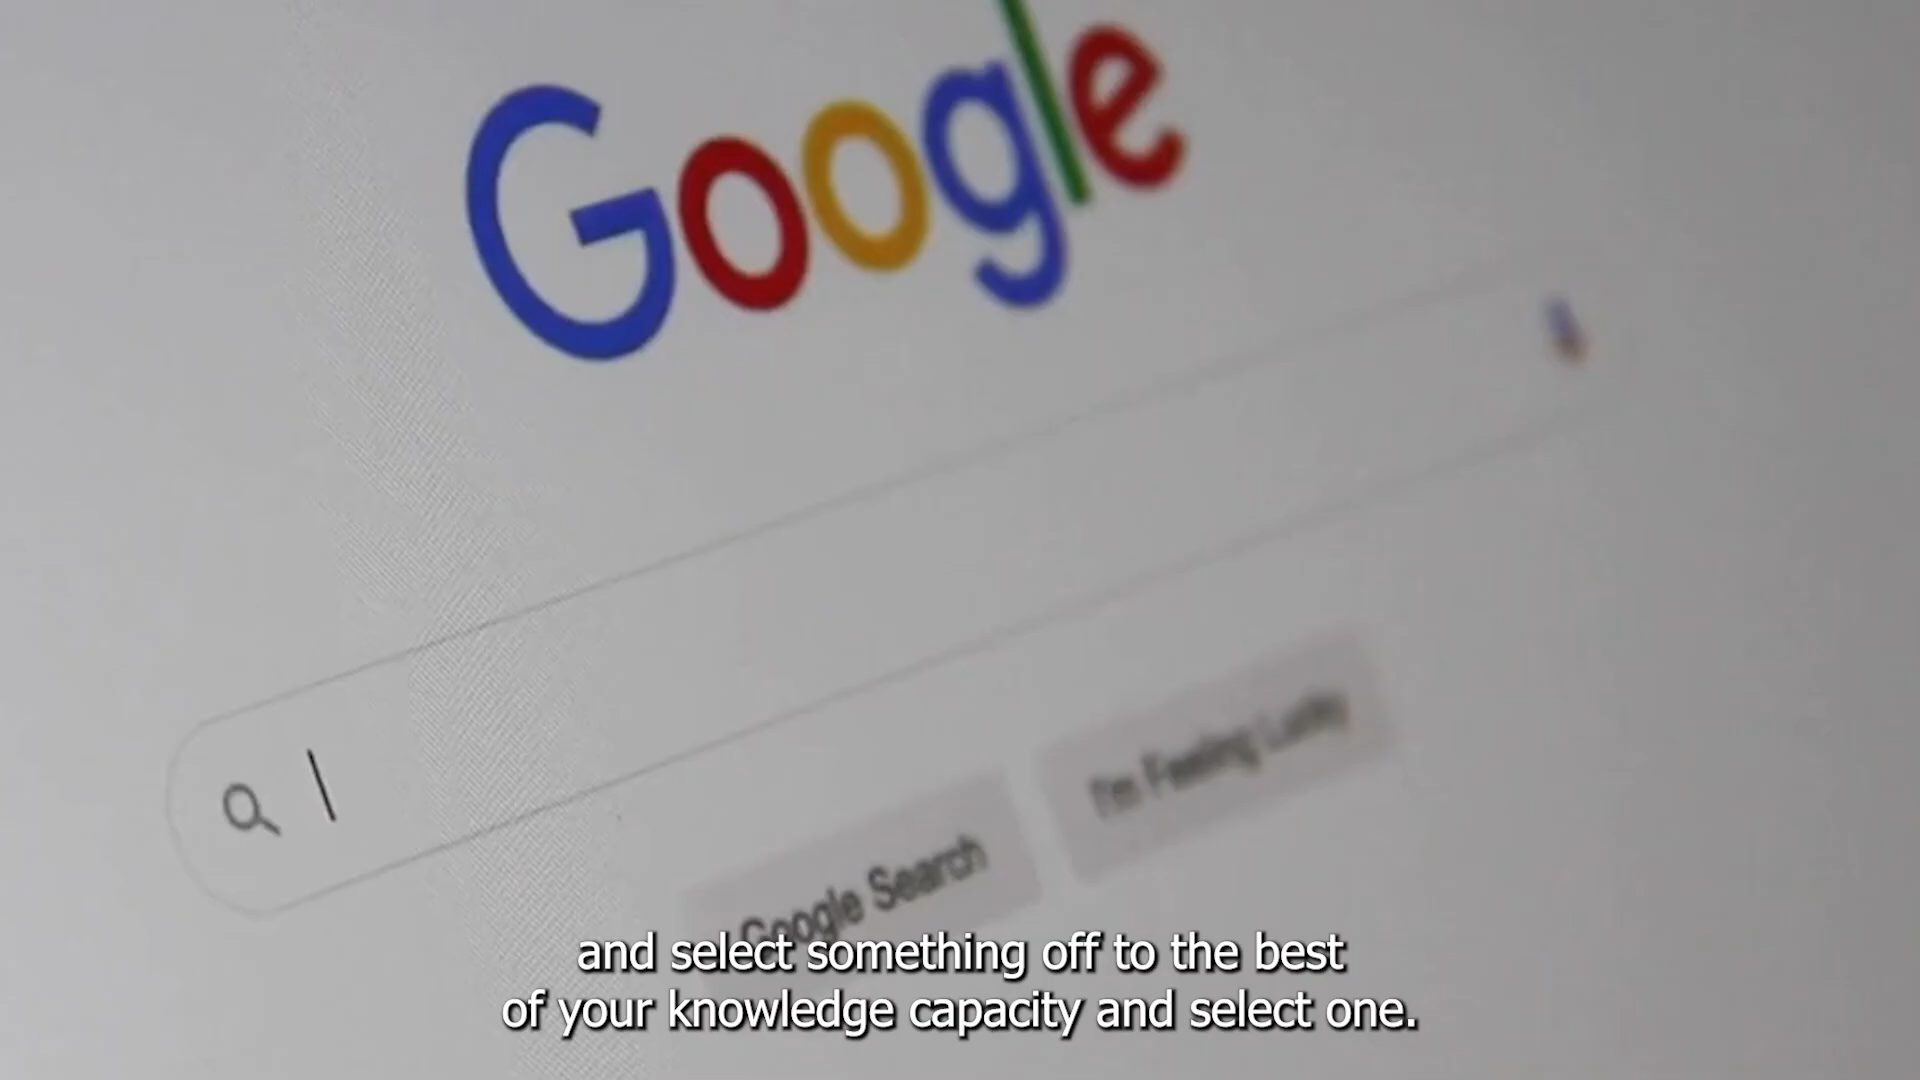 Google
Google Search
I'm Feeling Lucky
and select something off to the best
of your knowledge capacity and select one.